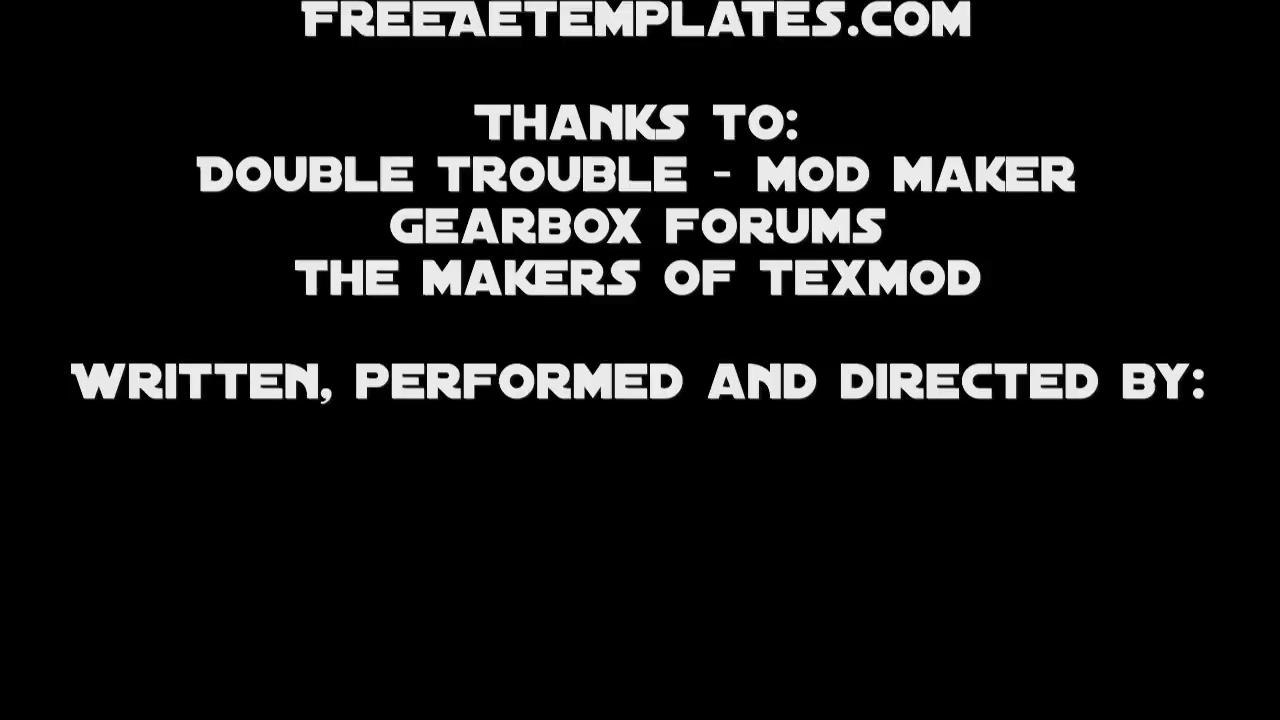 FREEAETEMPLATES.COM
THANKS TO:
DOUBLE TROUBLE - MOD MAKER
GEARBOX FORUMS
THE MAKERS OF TEXMOD
WRITTEN, PERFORMED AND DIRECTED BY: